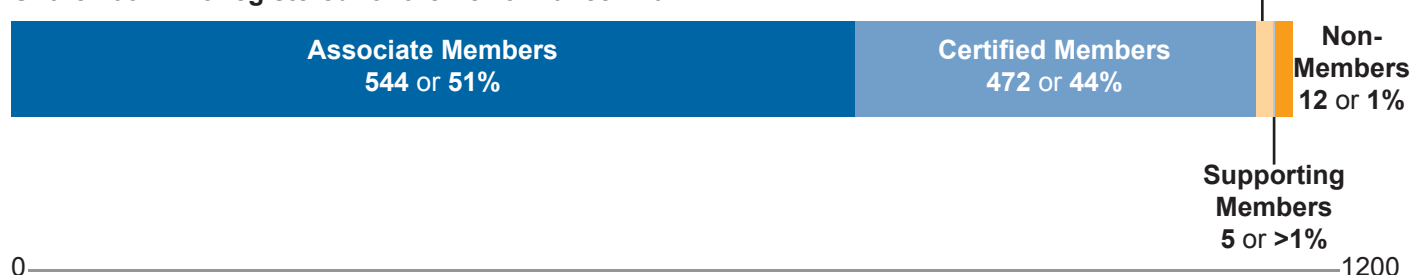 Associate Members
544 or 51%
Certified Members
472 or 44%
Non-
Members
12 or 1%
Supporting
Members
5 or >1%
0
1200